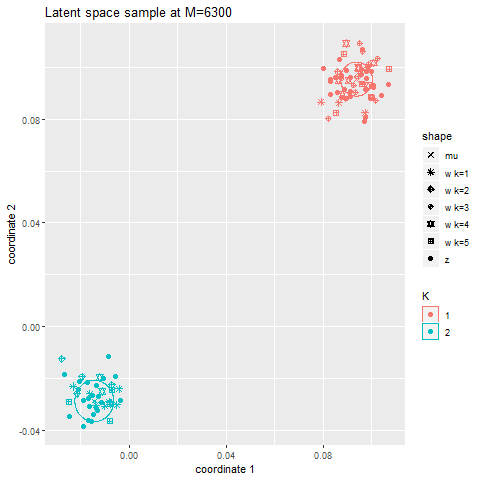 Latent space sample at M=6300
coordinate 2
0.08
0.04
0.00
-0.04
0.00
0.04
0.08
coordinate 1
shape
mu
w k=1
w k=2
w k=3
w k=4
w k=5
z
K
1
2